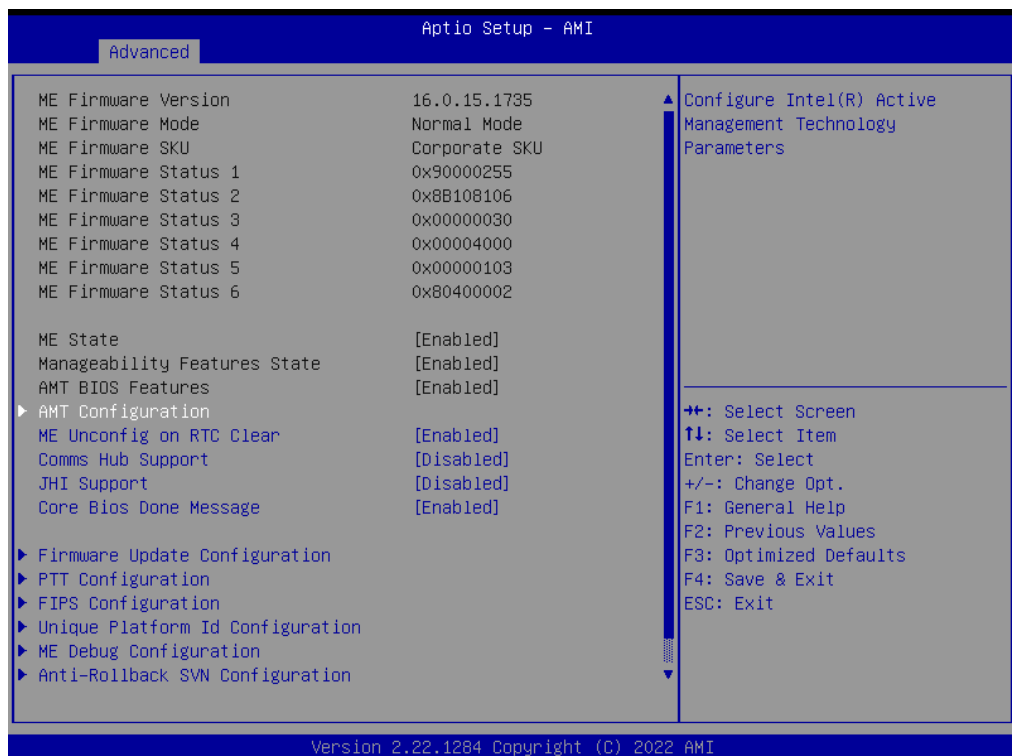 Aptio Setup – AMI
Advanced
ME Firmware Version 16.0.15.1735
ME Firmware Mode Normal Mode
ME Firmware SKU Corporate SKU
ME Firmware Status 1 0x90000255
ME Firmware Status 2 0x8B108106
ME Firmware Status 3 0x00000030
ME Firmware Status 4 0x00004000
ME Firmware Status 5 0x00000103
ME Firmware Status 6 0x80400002
ME State [Enabled]
Manageability Features State [Enabled]
AMT BIOS Features [Enabled]
▶ AMT Configuration
ME Unconfig on RTC Clear [Enabled]
Comms Hub Support [Disabled]
JHI Support [Disabled]
Core Bios Done Message [Enabled]
▶ Firmware Update Configuration
▶ PTT Configuration
▶ FIPS Configuration
▶ Unique Platform Id Configuration
▶ ME Debug Configuration
▶ Anti-Rollback SVN Configuration
Configure Intel(R) Active
Management Technology
Parameters
→←: Select Screen
↑↓: Select Item
Enter: Select
+/-: Change Opt.
F1: General Help
F2: Previous Values
F3: Optimized Defaults
F4: Save & Exit
ESC: Exit
Version 2.22.1284 Copyright (C) 2022 AMI